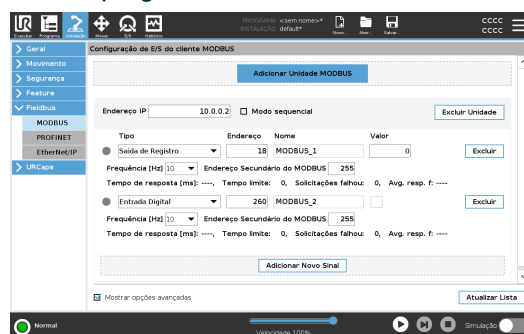 PROGRAMA <sem nome>*
INSTALAÇÃO default*
CCCC
CCCC
Executar Programa Instalação Mover E/S Histórico Novo... Abrir... Salvar...
Geral
Movimento
Segurança
Feature
Fieldbus
MODBUS
PROFINET
EtherNet/IP
URCaps
Configuração de E/S do cliente MODBUS
Adicionar Unidade MODBUS
Endereço IP 10.0.0.2 Modo sequencial Excluir Unidade
Tipo Endereço Nome Valor
Saída de Registro 18 MODBUS_1 0 Excluir
Frequência [Hz] 10 Endereço Secundário do MODBUS 255
Tempo de resposta [ms]: ----, Tempo limite: 0, Solicitações falhou: 0, Avg. resp. f: ---,
Entrada Digital 260 MODBUS_2 Excluir
Frequência [Hz] 10 Endereço Secundário do MODBUS 255
Tempo de resposta [ms]: ----, Tempo limite: 0, Solicitações falhou: 0, Avg. resp. f: ---,
Adicionar Novo Sinal
Mostrar opções avançadas Atualizar Lista
Normal
Velocidade 100%
Simulação